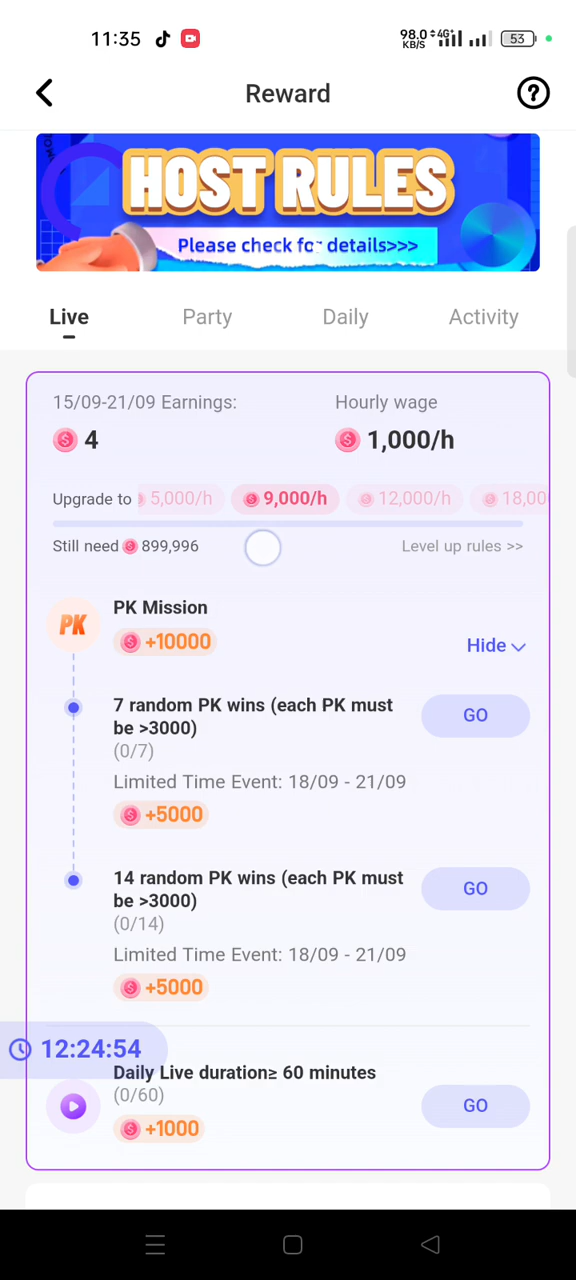 11:35
98.0 KB/S 4G+ 53
Reward
HOST RULES
Please check for details>>>
Live Party Daily Activity
15/09-21/09 Earnings: Hourly wage
4 1,000/h
Upgrade to 5,000/h 9,000/h 12,000/h 18,00
Still need 899,996 Level up rules >>
PK PK Mission
+10000
Hide
7 random PK wins (each PK must
be >3000)
GO
(0/7)
Limited Time Event: 18/09 - 21/09
+5000
14 random PK wins (each PK must
be >3000)
GO
(0/14)
Limited Time Event: 18/09 - 21/09
+5000
12:24:54
Daily Live duration≥ 60 minutes
(0/60)
GO
+1000